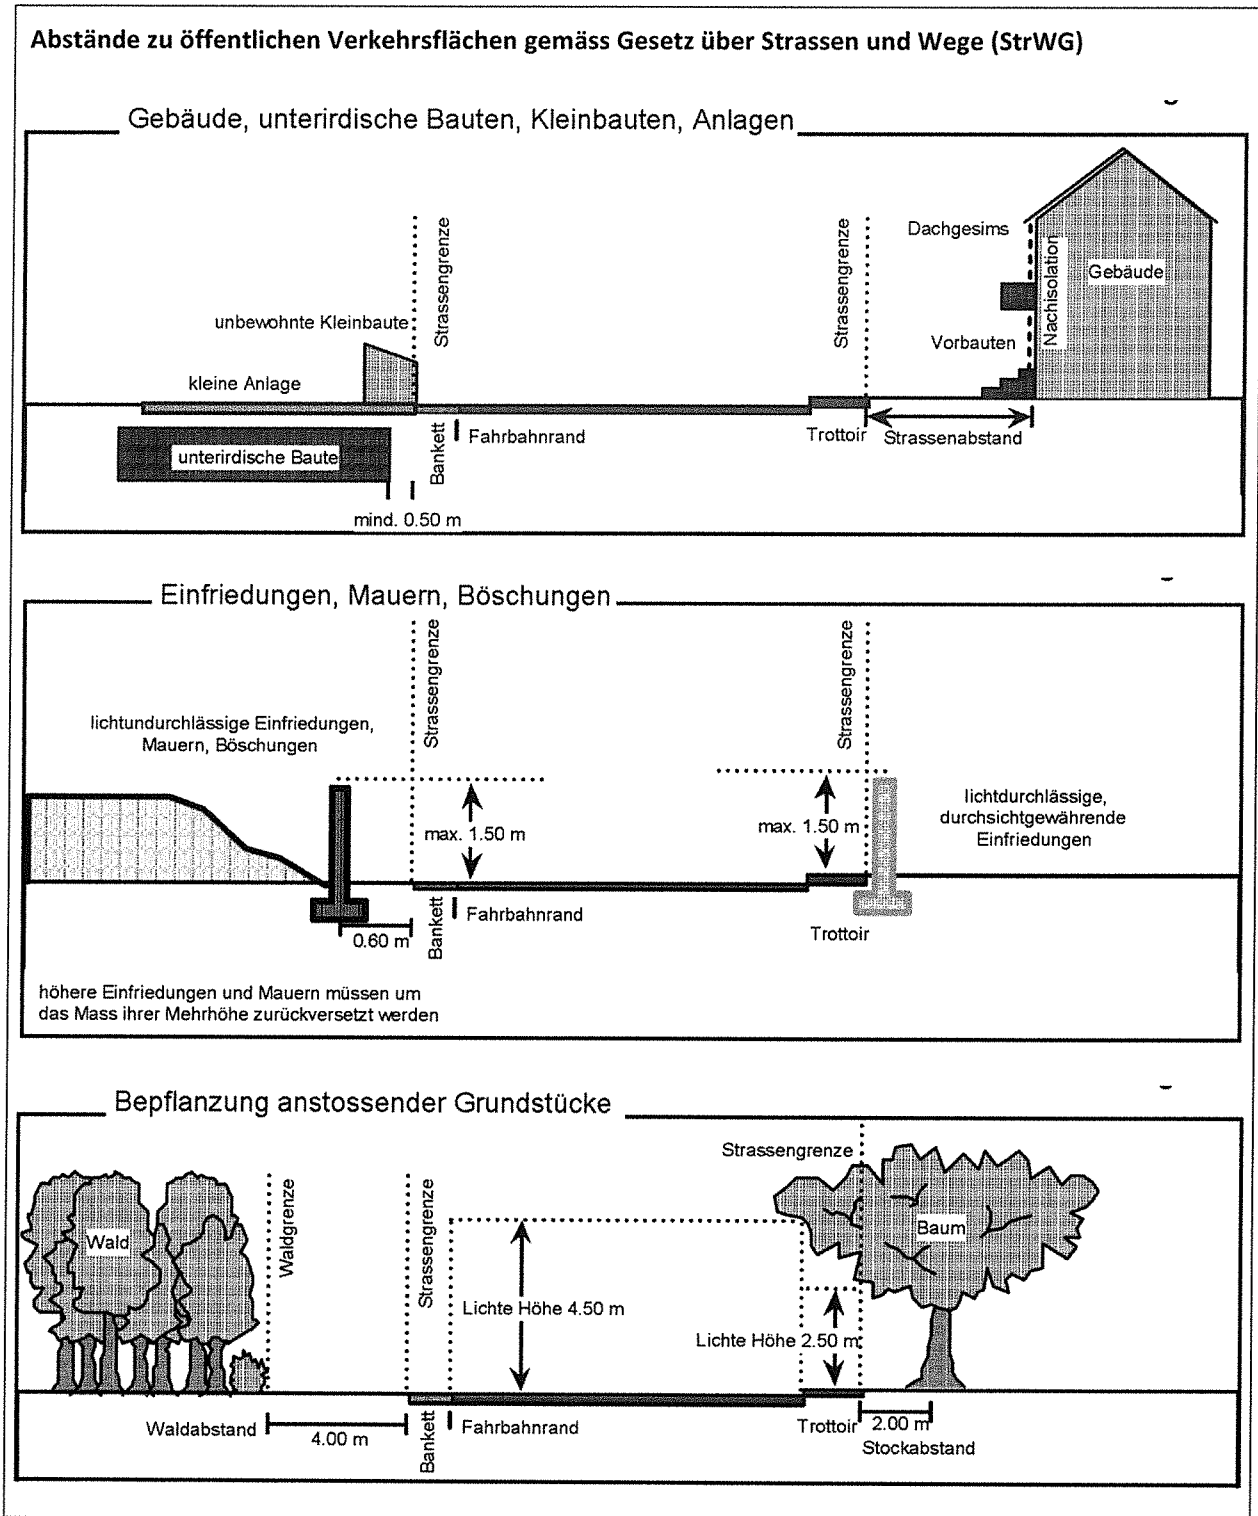 Abstände zu öffentlichen Verkehrsflächen gemäss Gesetz über Strassen und Wege (StrWG)
Gebäude, unterirdische Bauten, Kleinbauten, Anlagen
Strassengrenze
Strassengrenze
Dachgesims
Nachisolation
Gebäude
unbewohnte Kleinbaute
Vorbauten
kleine Anlage
Bankett
Fahrbahnrand
Trottoir
Strassenabstand
unterirdische Baute
mind. 0.50 m
Einfriedungen, Mauern, Böschungen
Strassengrenze
Strassengrenze
lichtundurchlässige Einfriedungen,
Mauern, Böschungen
max. 1.50 m
max. 1.50 m
lichtdurchlässige,
durchsichtgewährende
Einfriedungen
0.60 m
Bankett
Fahrbahnrand
Trottoir
höhere Einfriedungen und Mauern müssen um
das Mass ihrer Mehrhöhe zurückversetzt werden
Bepflanzung anstossender Grundstücke
Strassengrenze
Wald
Waldgrenze
Strassengrenze
Baum
Lichte Höhe 4.50 m
Lichte Höhe 2.50 m
Waldabstand
4.00 m
Bankett
Fahrbahnrand
Trottoir
2.00 m
Stockabstand